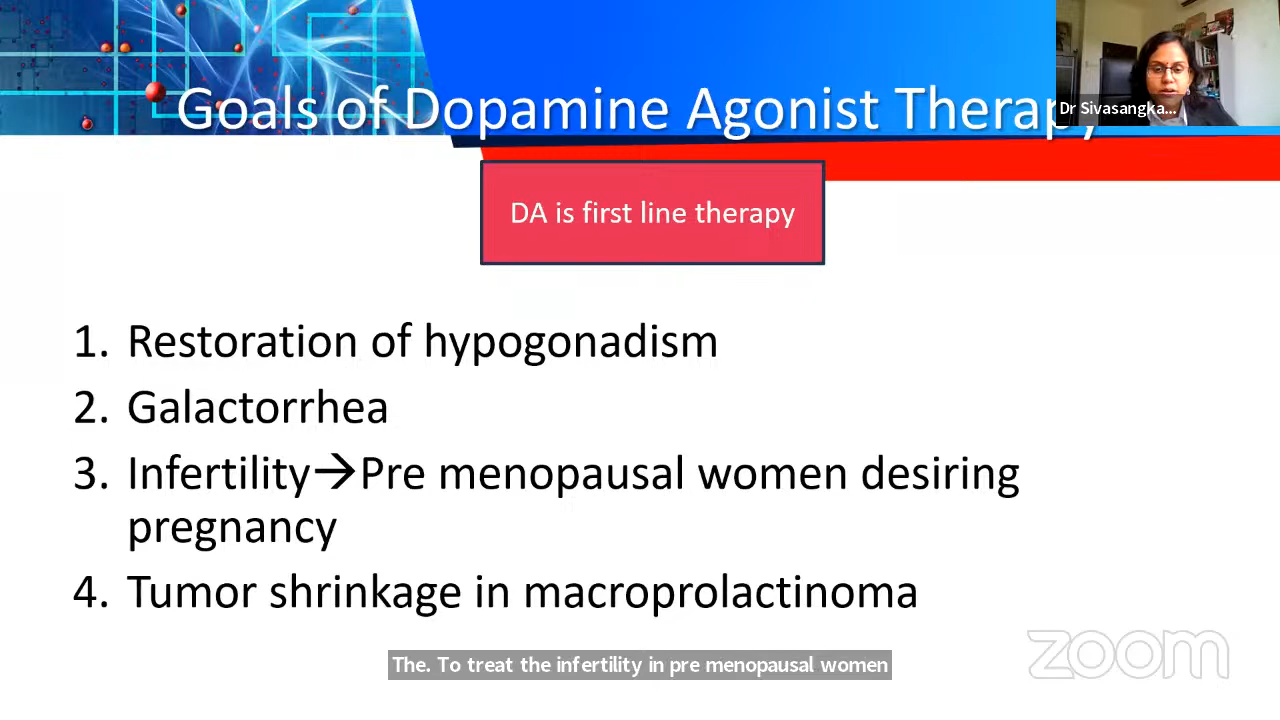 Goals of Dopamine Agonist Therapy
Dr Sivasangka...
DA is first line therapy
1. Restoration of hypogonadism
2. Galactorrhea
3. Infertility→Pre menopausal women desiring
pregnancy
4. Tumor shrinkage in macroprolactinoma
zoom
The. To treat the infertility in pre menopausal women